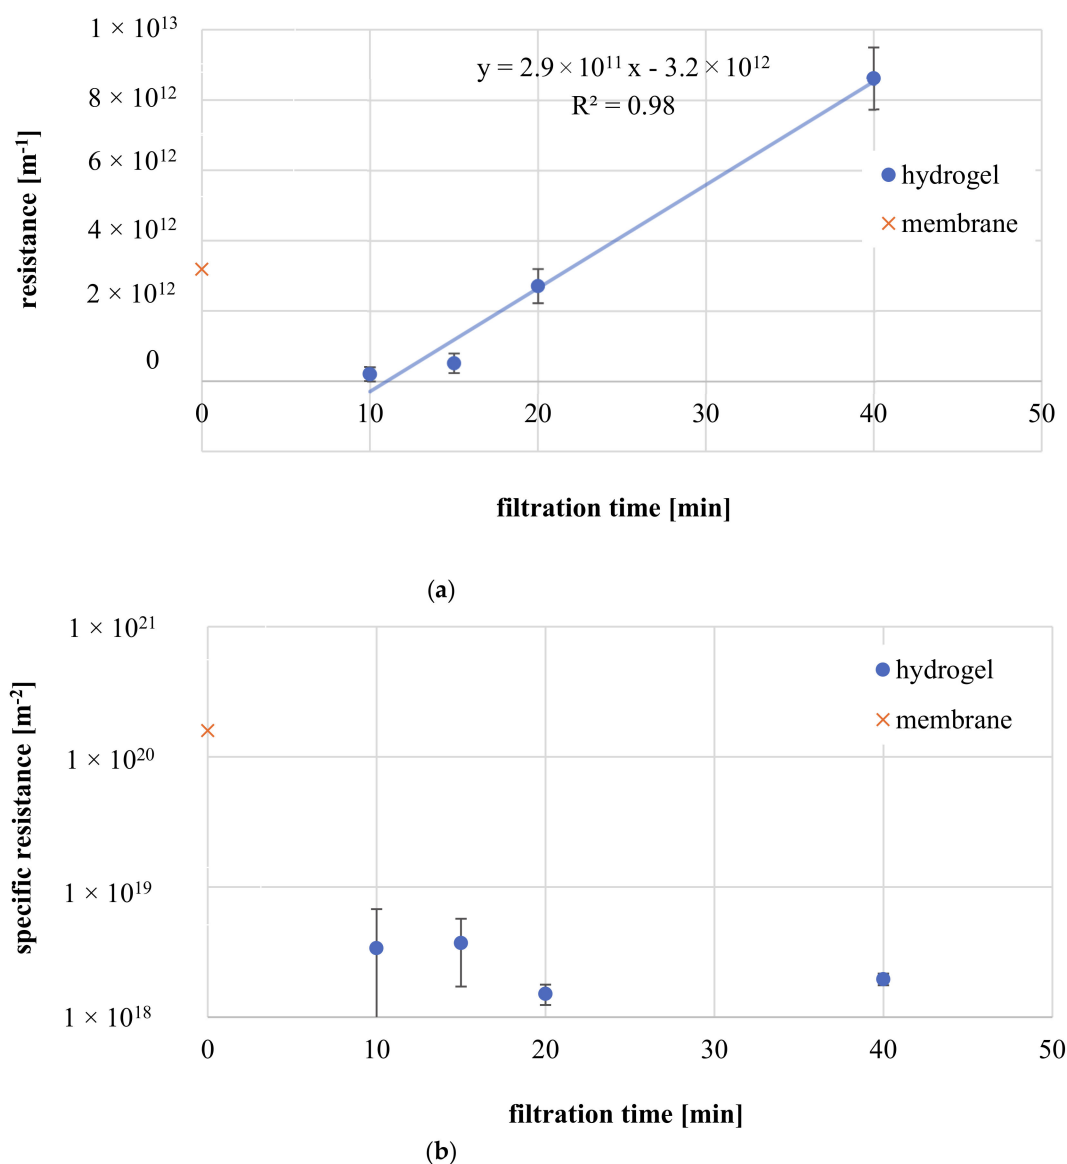 1 × 10¹³
y = 2.9 × 10¹¹ x - 3.2 × 10¹²
R² = 0.98
8 × 10¹²
6 × 10¹²
4 × 10¹²
2 × 10¹²
0
resistance [m⁻¹]
hydrogel
membrane
0 10 20 30 40 50
filtration time [min]
(a)
1 × 10²¹
1 × 10²⁰
1 × 10¹⁹
1 × 10¹⁸
specific resistance [m⁻²]
hydrogel
membrane
0 10 20 30 40 50
filtration time [min]
(b)